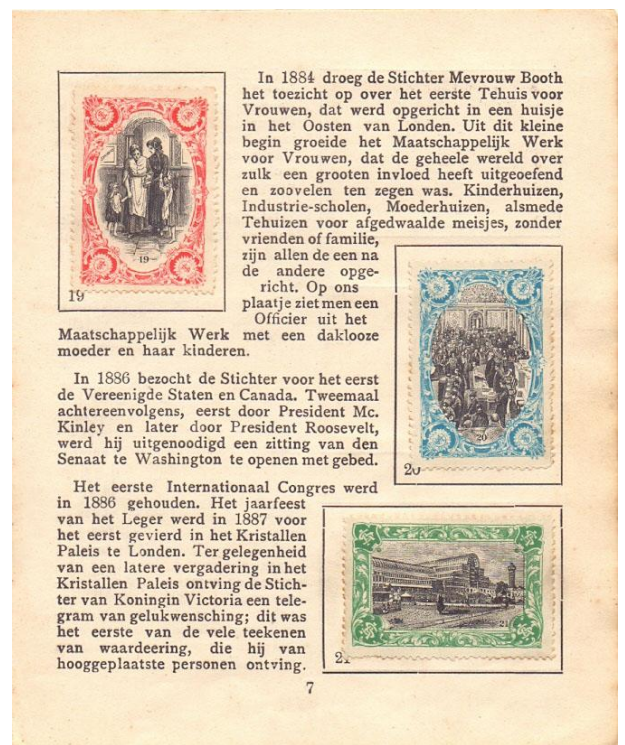 In 1884 droeg de Stichter Mevrouw Booth
het toezicht op over het eerste Tehuis voor
Vrouwen, dat werd opgericht in een huisje
in het Oosten van Londen. Uit dit kleine
begin groeide het Maatschappelijk Werk
voor Vrouwen, dat de geheele wereld over
zulk een grooten invloed heeft uitgeoefend
en zoovelen ten zegen was. Kinderhuizen,
Industrie-scholen, Moederhuizen, alsmede
Tehuizen voor afgedwaalde meisjes, zonder
vrienden of familie,
zijn allen de een na
de andere opge-
richt. Op ons
plaatje ziet men een
Officier uit het
Maatschappelijk Werk met een daklooze
moeder en haar kinderen.
19
19
In 1886 bezocht de Stichter voor het eerst
de Vereenigde Staten en Canada. Tweemaal
achtereenvolgens, eerst door President Mc.
Kinley en later door President Roosevelt,
werd hij uitgenoodigd een zitting van den
Senaat te Washington te openen met gebed.
20
20
Het eerste Internationaal Congres werd
in 1886 gehouden. Het jaarfeest
van het Leger werd in 1887 voor
het eerst gevierd in het Kristallen
Paleis te Londen. Ter gelegenheid
van een latere vergadering in het
Kristallen Paleis ontving de Stich-
ter van Koningin Victoria een tele-
gram van gelukwensching; dit was
het eerste van de vele teekenen
van waardeering, die hij van
hooggeplaatste personen ontving.
21
21
7